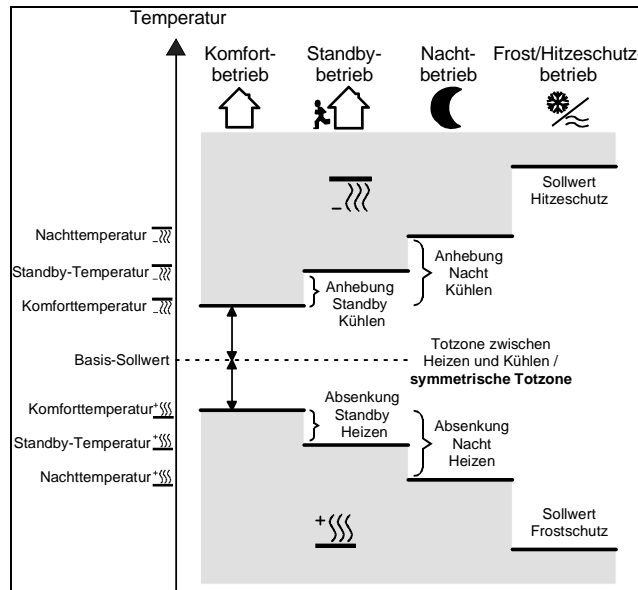 Temperatur
Komfort-
betrieb
Standby-
betrieb
Nacht-
betrieb
Frost/Hitzeschutz-
betrieb
Sollwert
Hitzeschutz
Nachttemperatur
Standby-Temperatur
Komforttemperatur
Anhebung
Standby
Kühlen
Anhebung
Nacht
Kühlen
Basis-Sollwert
Totzone zwischen
Heizen und Kühlen /
symmetrische Totzone
Komforttemperatur
Standby-Temperatur
Nachttemperatur
Absenkung
Standby
Heizen
Absenkung
Nacht
Heizen
Sollwert
Frostschutz